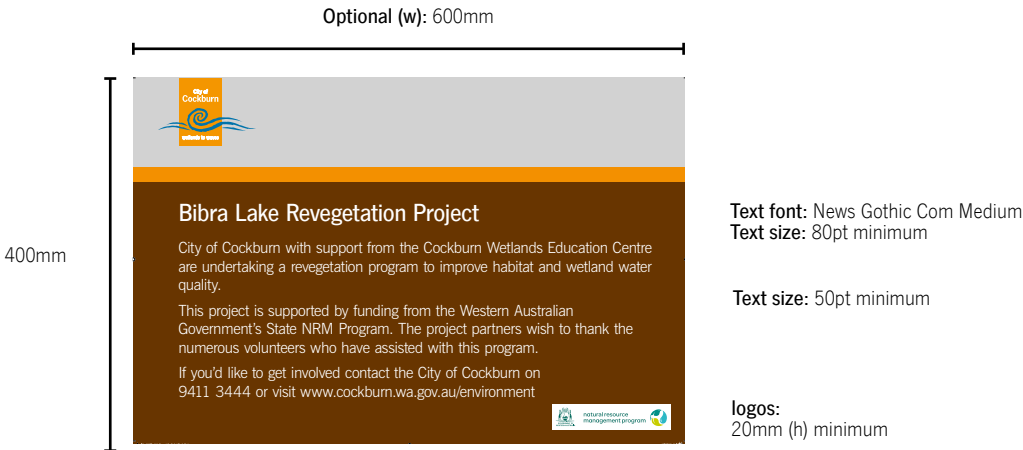 Optional (w): 600mm
City of
Cockburn
wetlands to waves
400mm
Bibra Lake Revegetation Project
City of Cockburn with support from the Cockburn Wetlands Education Centre
are undertaking a revegetation program to improve habitat and wetland water
quality.
This project is supported by funding from the Western Australian
Government's State NRM Program. The project partners wish to thank the
numerous volunteers who have assisted with this program.
If you'd like to get involved contact the City of Cockburn on
9411 3444 or visit www.cockburn.wa.gov.au/environment
natural resource
management program
Text font: News Gothic Com Medium
Text size: 80pt minimum
Text size: 50pt minimum
logos:
20mm (h) minimum